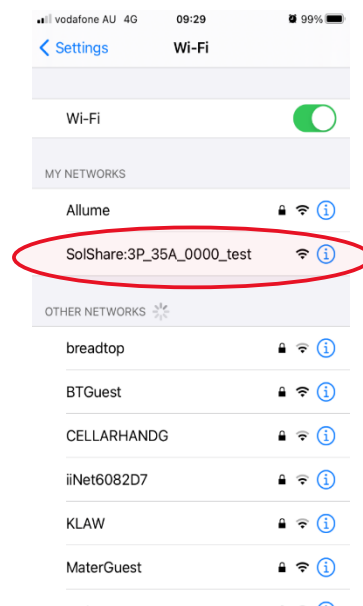 vodafone AU 4G 09:29 99%
Settings Wi-Fi
Wi-Fi
MY NETWORKS
Allume
SolShare:3P_35A_0000_test
OTHER NETWORKS
breadtop
BTGuest
CELLARHANDG
iiNet6082D7
KLAW
MaterGuest